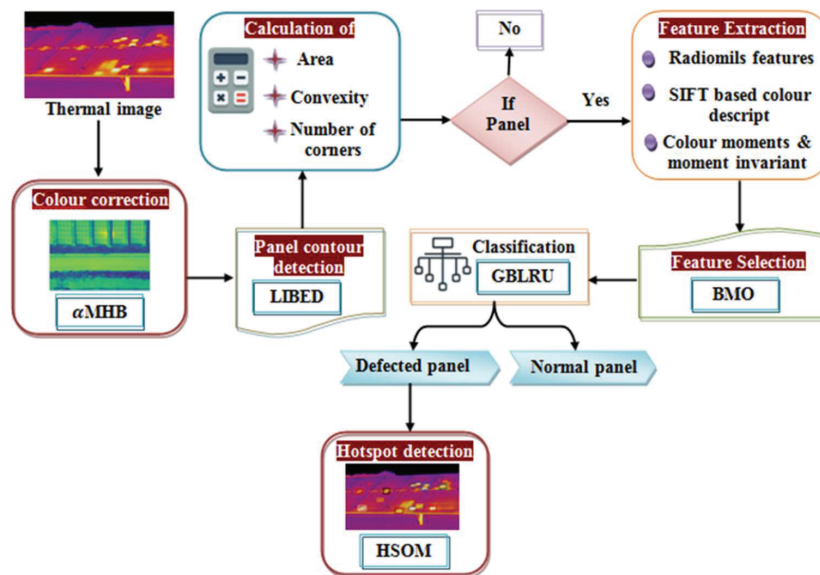 Thermal image
Colour correction
αMHB
Panel contour
detection
LIBED
Calculation of
Area
Convexity
Number of
corners
If
Panel
No
Yes
Feature Extraction
Radiomils features
SIFT based colour
descript
Colour moments &
moment invariant
Feature Selection
BMO
Classification
GBLRU
Defected panel
Normal panel
Hotspot detection
HSOM